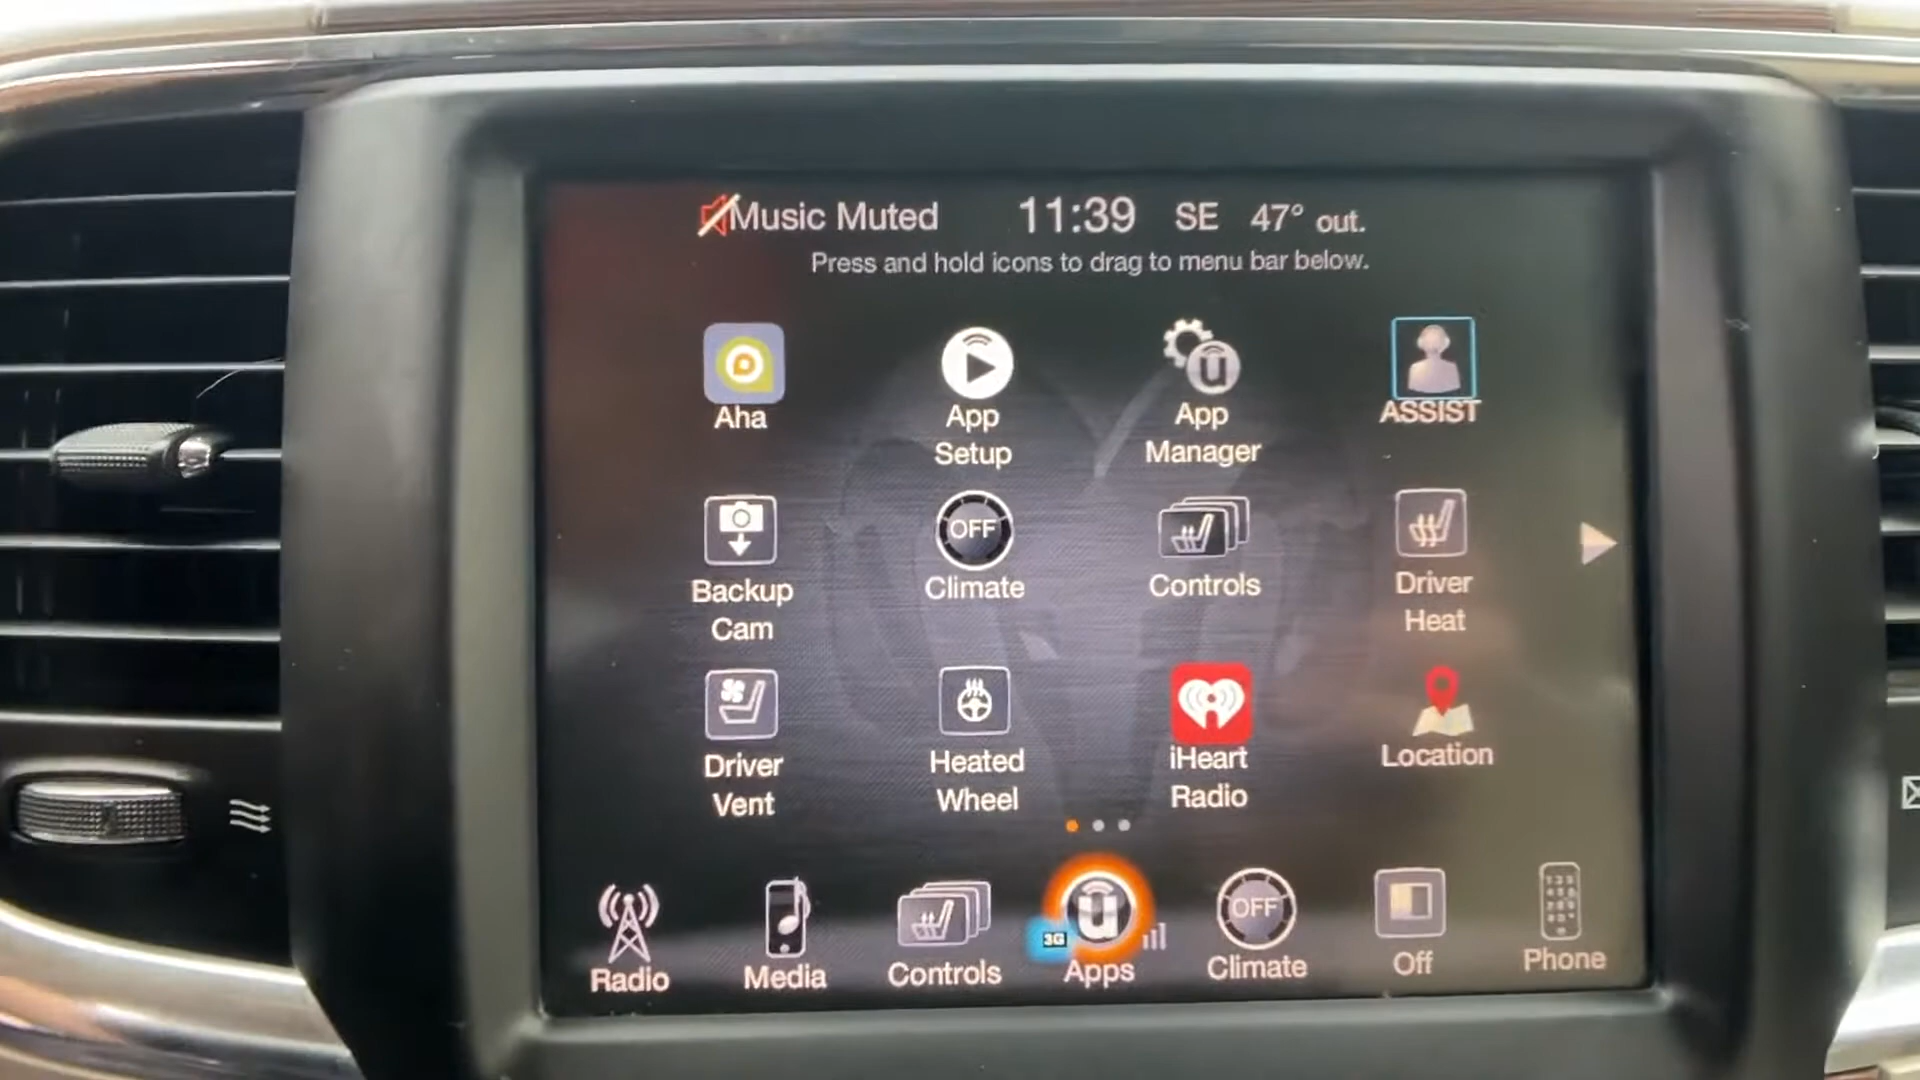 Music Muted 11:39 SE 47° out.
Press and hold icons to drag to menu bar below.
Aha
App
Setup
App
Manager
ASSIST
Backup
Cam
OFF
Climate
Controls
Driver
Heat
Driver
Vent
Heated
Wheel
iHeart
Radio
Location
Radio
Media
Controls
3G
Apps
OFF
Climate
Off
Phone